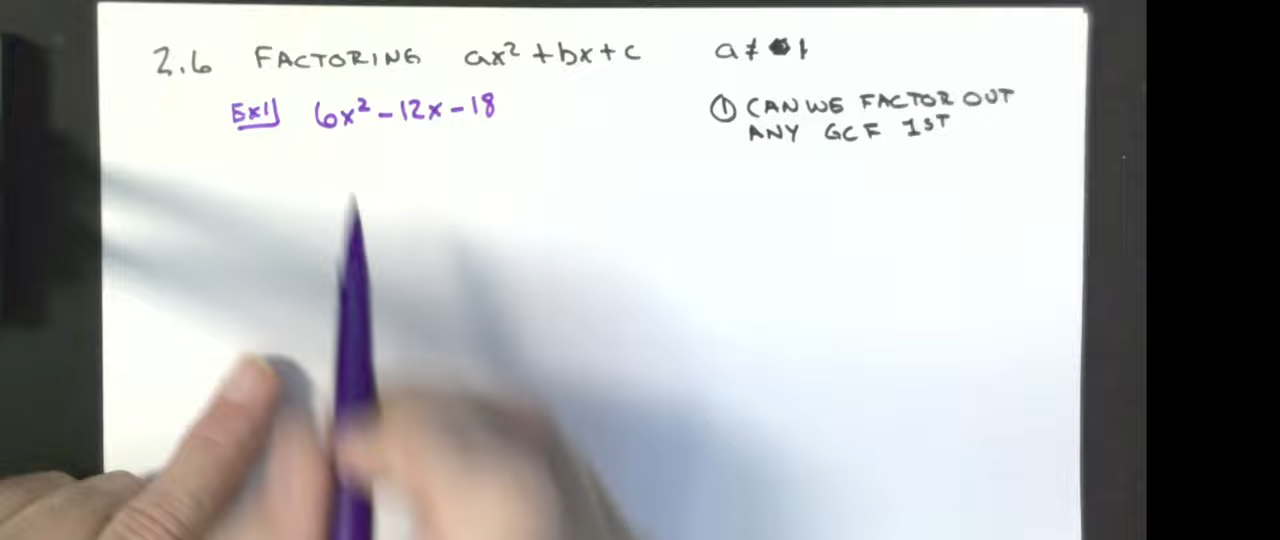 2.6 FACTORING ax² + bx + c a ≠ 1
Ex1) 6x² - 12x - 18
① CAN WE FACTOR OUT
ANY GCF 1ST